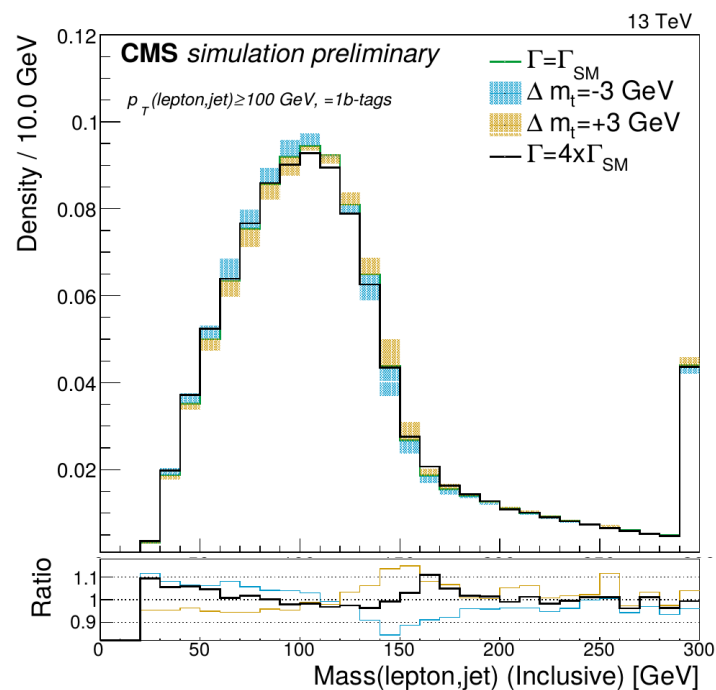 13 TeV
CMS simulation preliminary
p_T(lepton,jet)≥100 GeV, =1b-tags
Γ=Γ_SM
Δ m_t=-3 GeV
Δ m_t=+3 GeV
Γ=4xΓ_SM
Density / 10.0 GeV
0.12
0.1
0.08
0.06
0.04
0.02
Ratio
1.1
1
0.9
0 50 100 150 200 250 300
Mass(lepton,jet) (Inclusive) [GeV]